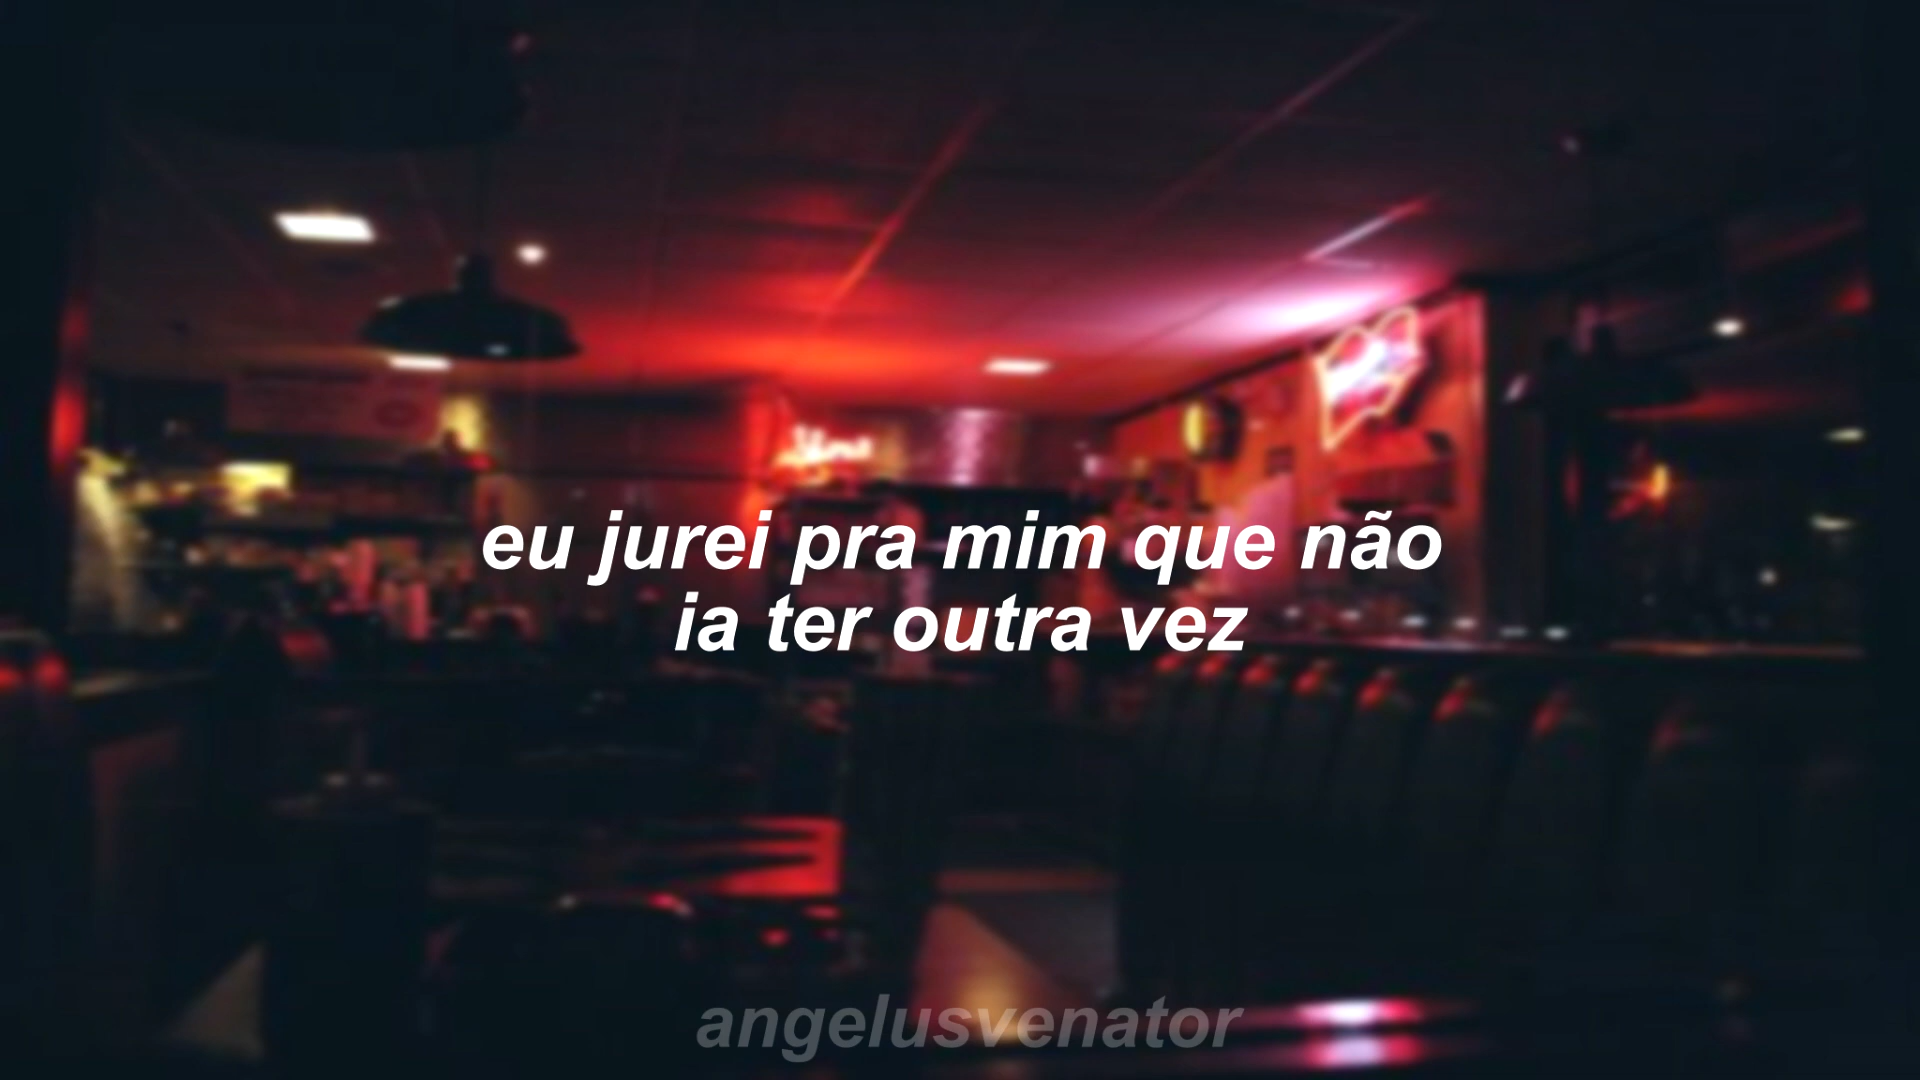 eu jurei pra mim que não
ia ter outra vez
angelusvenator